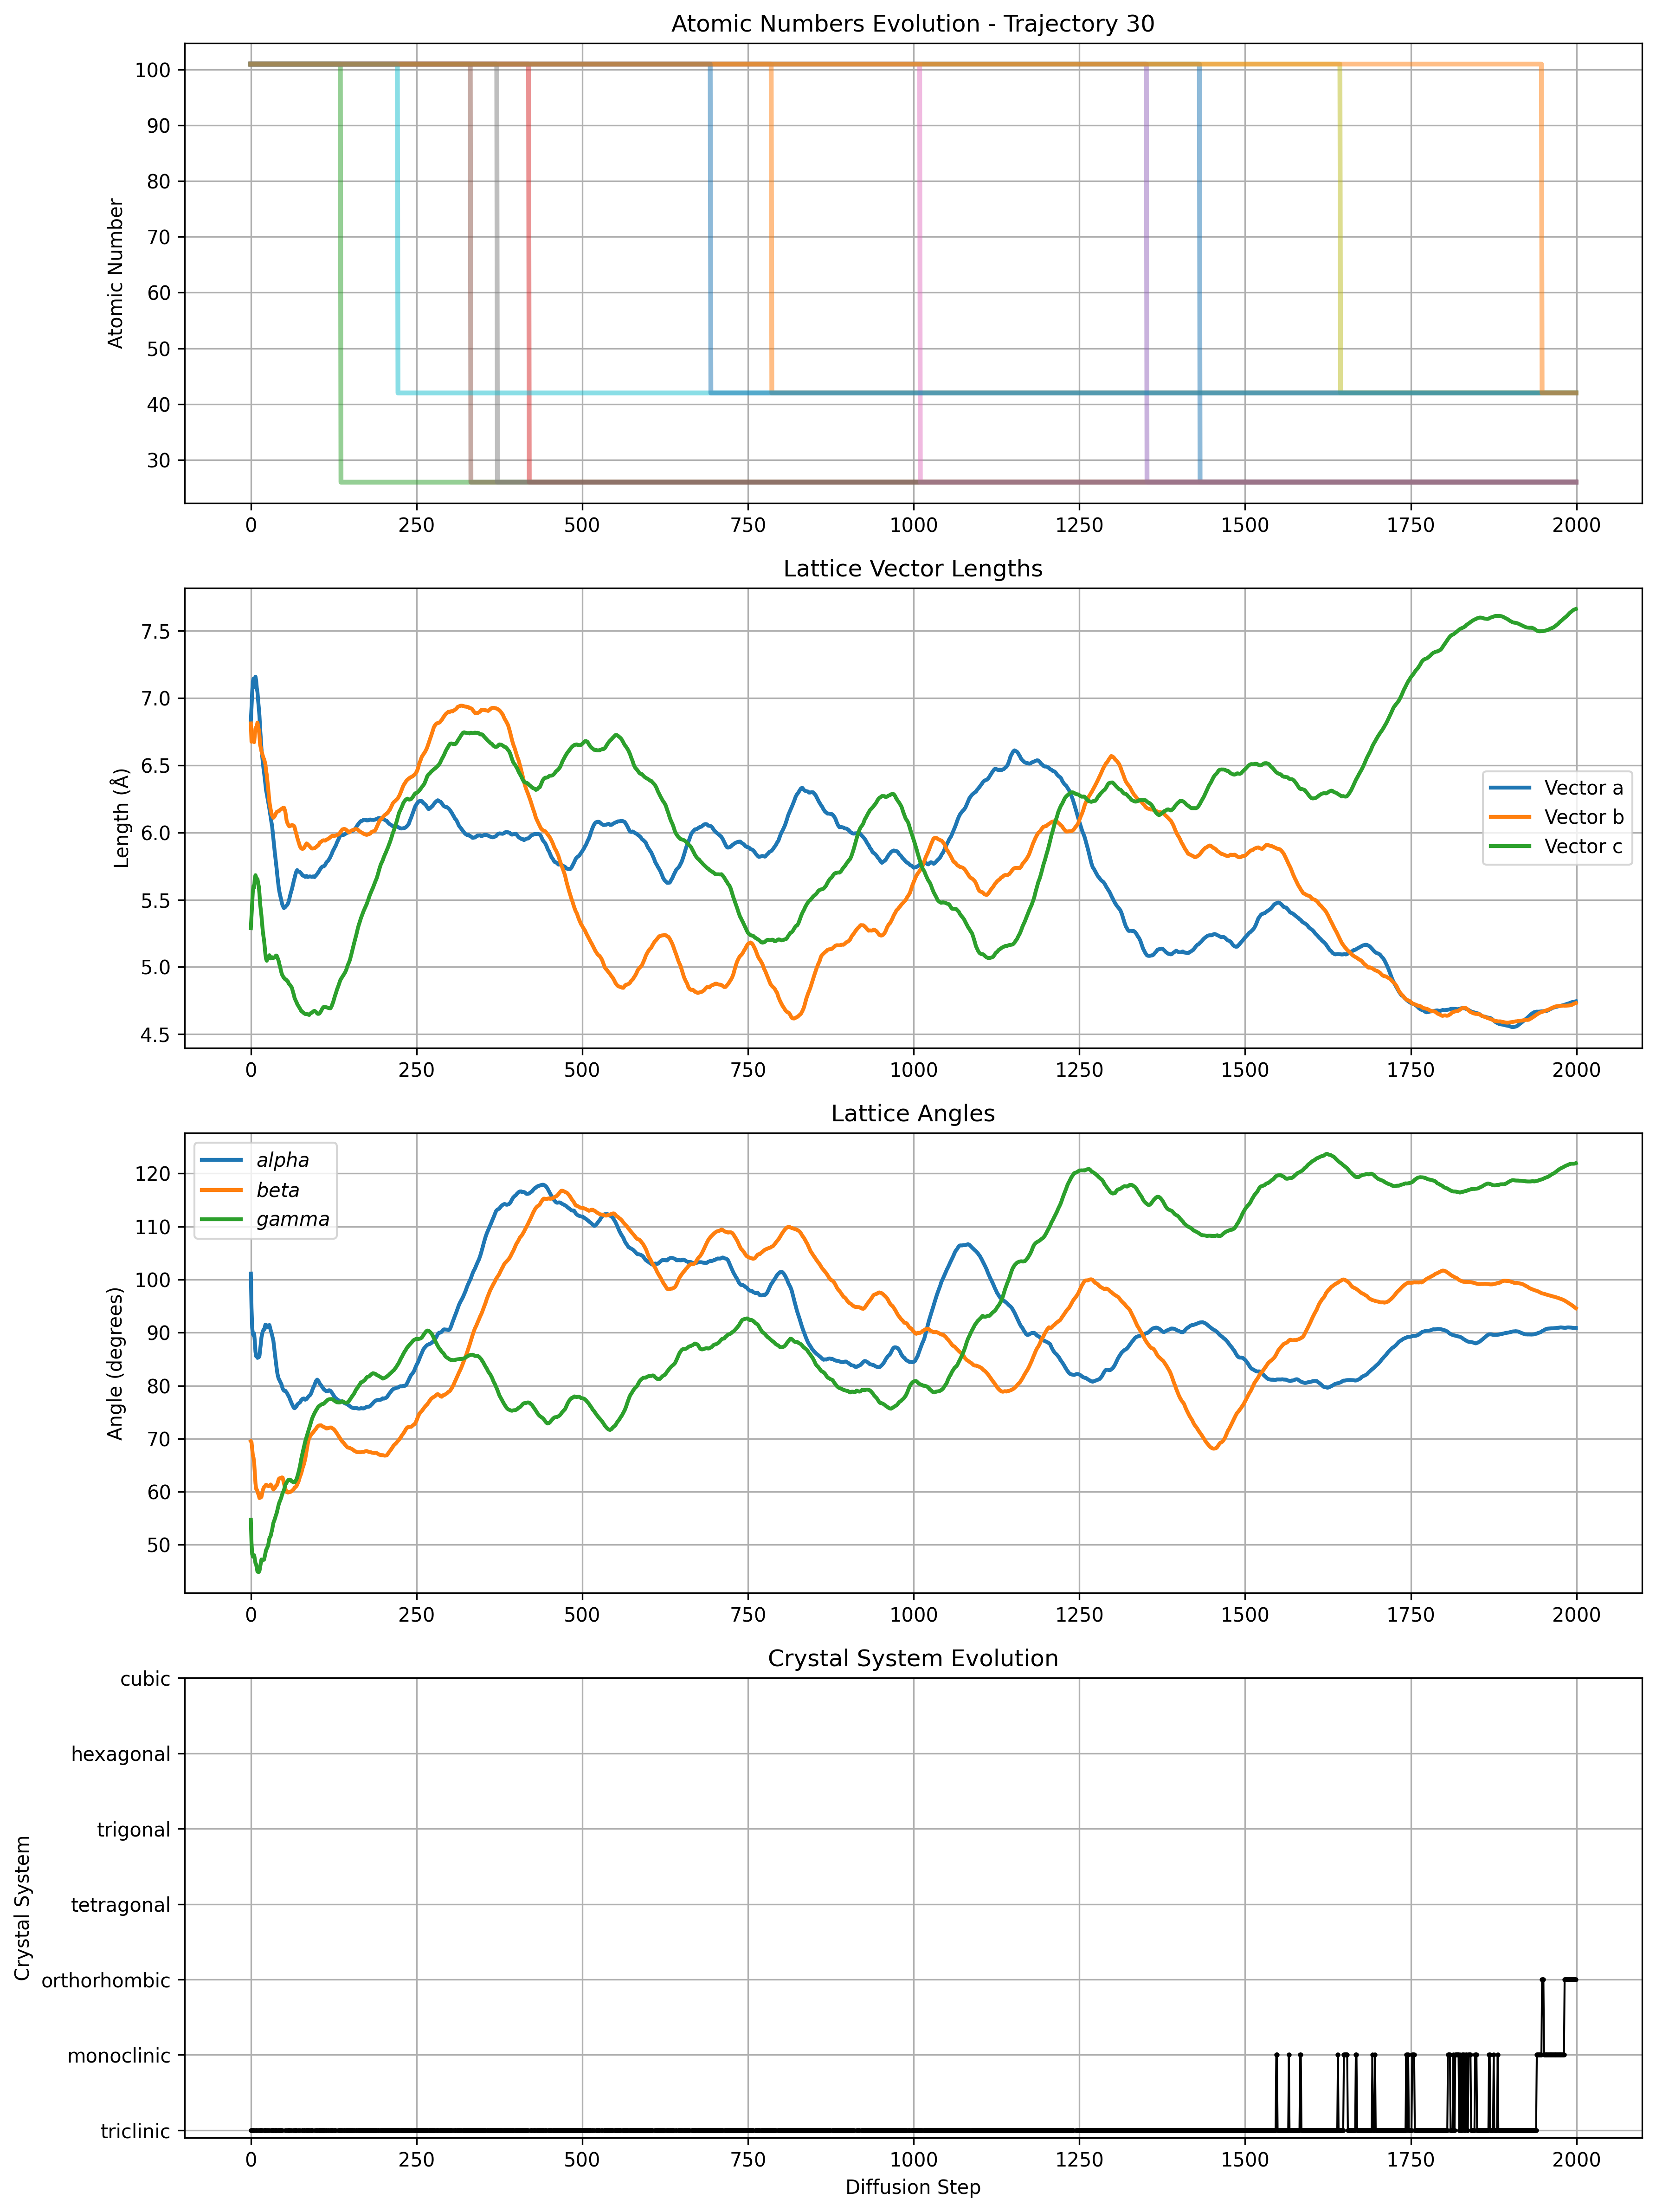 Atomic Numbers Evolution - Trajectory 30
Atomic Number
100
90
80
70
60
50
40
30
0 250 500 750 1000 1250 1500 1750 2000
Lattice Vector Lengths
Length (Å)
7.5
7.0
6.5
6.0
5.5
5.0
4.5
Vector a
Vector b
Vector c
0 250 500 750 1000 1250 1500 1750 2000
Lattice Angles
Angle (degrees)
120
110
100
90
80
70
60
50
alpha
beta
gamma
0 250 500 750 1000 1250 1500 1750 2000
Crystal System Evolution
Crystal System
cubic
hexagonal
trigonal
tetragonal
orthorhombic
monoclinic
triclinic
0 250 500 750 1000 1250 1500 1750 2000
Diffusion Step